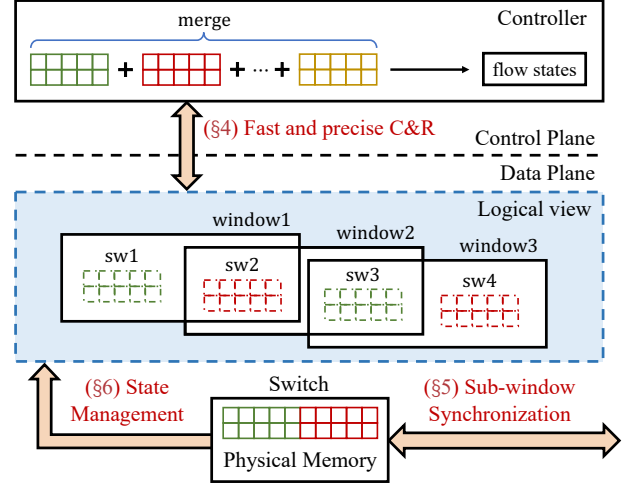 Controller
merge
+ + ... +
flow states
(§4) Fast and precise C&R
Control Plane
Data Plane
Logical view
window1
window2
window3
sw1
sw2
sw3
sw4
(§6) State
Management
Switch
Physical Memory
(§5) Sub-window
Synchronization